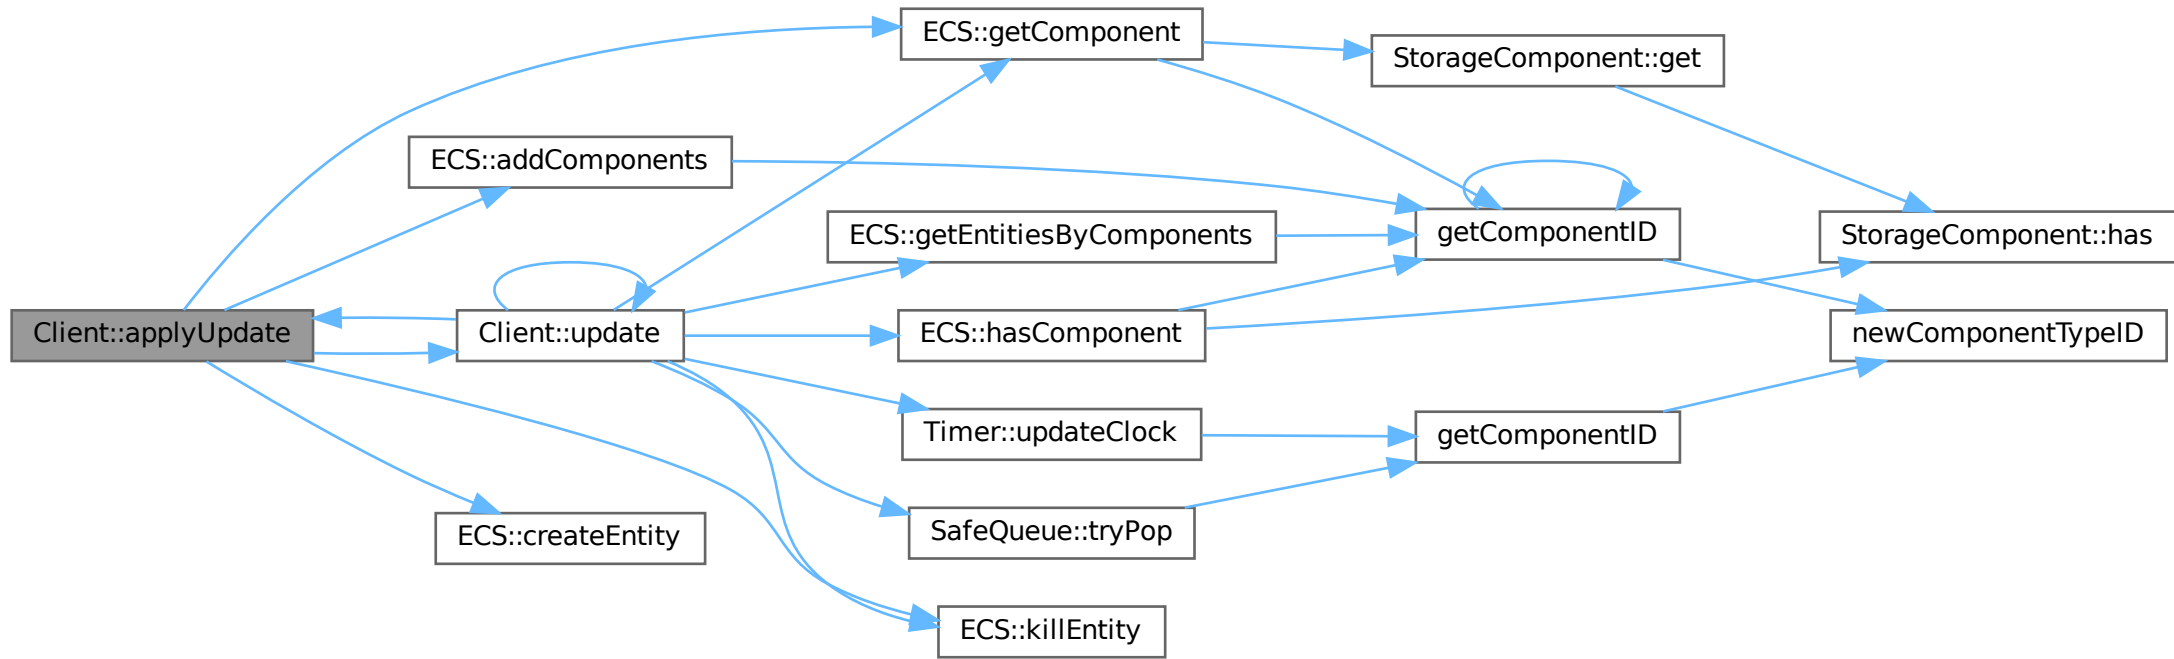 ECS::getComponent
StorageComponent::get
ECS::addComponents
ECS::getEntitiesByComponents
getComponentID
StorageComponent::has
Client::applyUpdate
Client::update
ECS::hasComponent
newComponentTypeID
Timer::updateClock
getComponentID
ECS::createEntity
SafeQueue::tryPop
ECS::killEntity